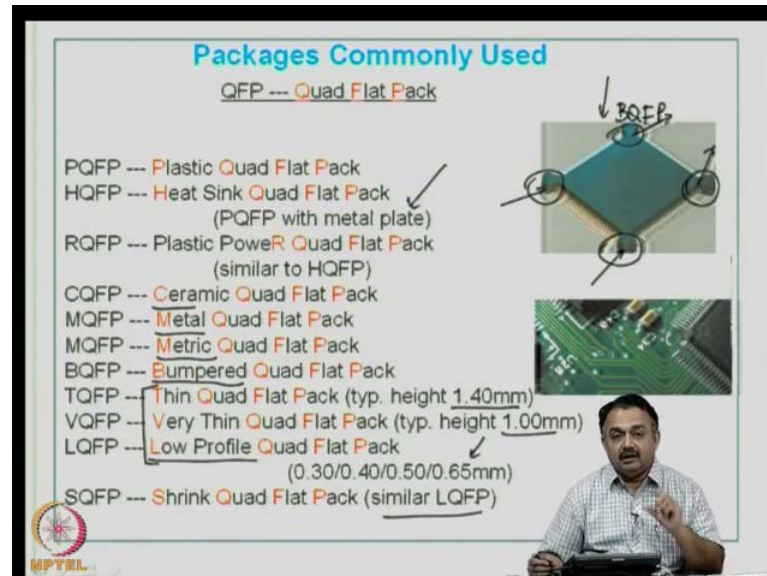 Packages Commonly Used
QFP --- Quad Flat Pack
BQFP
PQFP --- Plastic Quad Flat Pack
HQFP --- Heat Sink Quad Flat Pack
(PQFP with metal plate)
RQFP --- Plastic PoweR Quad Flat Pack
(similar to HQFP)
CQFP --- Ceramic Quad Flat Pack
MQFP --- Metal Quad Flat Pack
MQFP --- Metric Quad Flat Pack
BQFP --- Bumpered Quad Flat Pack
TQFP --- Thin Quad Flat Pack (typ. height 1.40mm)
VQFP --- Very Thin Quad Flat Pack (typ. height 1.00mm)
LQFP --- Low Profile Quad Flat Pack
(0.30/0.40/0.50/0.65mm)
SQFP --- Shrink Quad Flat Pack (similar LQFP)
NPTEL